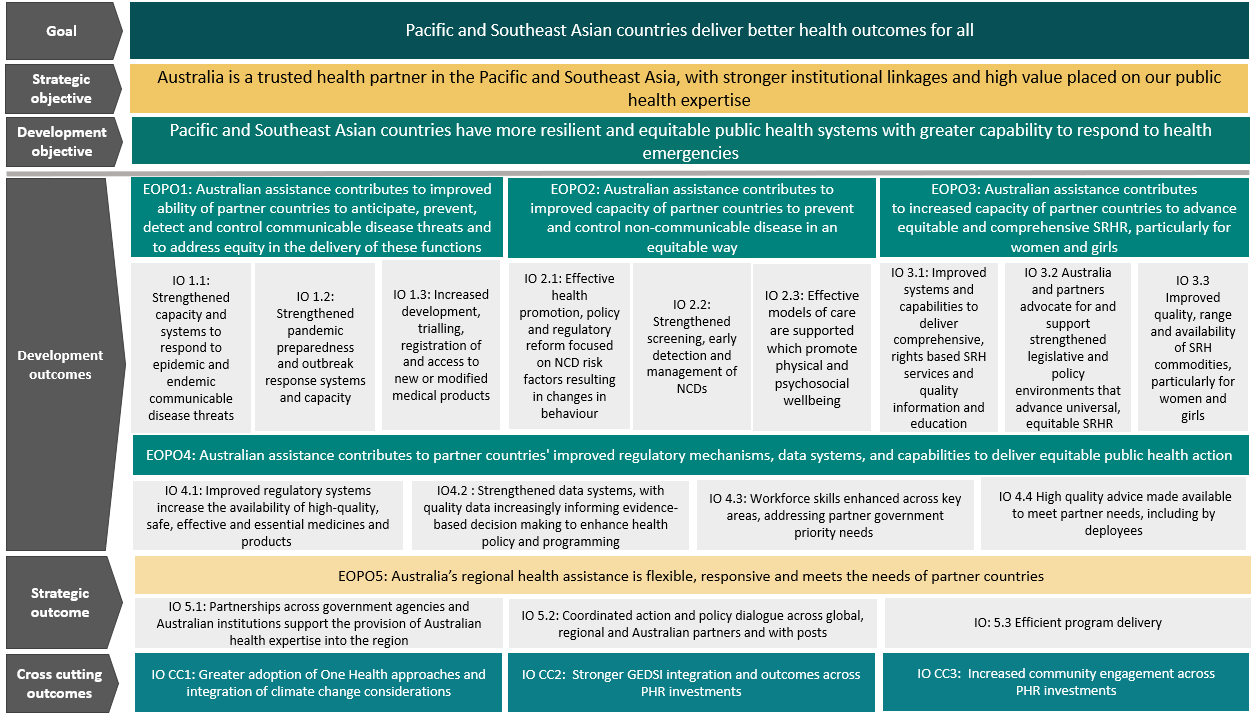 Goal
Pacific and Southeast Asian countries deliver better health outcomes for all
Strategic
objective
Australia is a trusted health partner in the Pacific and Southeast Asia, with stronger institutional linkages and high value placed on our public
health expertise
Development
objective
Pacific and Southeast Asian countries have more resilient and equitable public health systems with greater capability to respond to health
emergencies
Development
outcomes
EOPO1: Australian assistance contributes to improved
ability of partner countries to anticipate, prevent,
detect and control communicable disease threats and
to address equity in the delivery of these functions
EOPO2: Australian assistance contributes to
improved capacity of partner countries to prevent
and control non-communicable disease in an
equitable way
EOPO3: Australian assistance contributes
to increased capacity of partner countries to advance
equitable and comprehensive SRHR, particularly for
women and girls
IO 1.1:
Strengthened
capacity and
systems to
respond to
epidemic and
endemic
communicable
disease threats
IO 1.2:
Strengthened
pandemic
preparedness
and outbreak
response systems
and capacity
IO 1.3: Increased
development,
trialling,
registration of
and access to
new or modified
medical products
IO 2.1: Effective
health
promotion, policy
and regulatory
reform focused
on NCD risk
factors resulting
in changes in
behaviour
IO 2.2:
Strengthened
screening, early
detection and
management of
NCDs
IO 2.3: Effective
models of care
are supported
which promote
physical and
psychosocial
wellbeing
IO 3.1: Improved
systems and
capabilities to
deliver
comprehensive,
rights based SRH
services and
quality
information and
education
IO 3.2 Australia
and partners
advocate for and
support
strengthened
legislative and
policy
environments that
advance universal,
equitable SRHR
IO 3.3
Improved
quality, range
and availability
of SRH
commodities,
particularly for
women and
girls
EOPO4: Australian assistance contributes to partner countries' improved regulatory mechanisms, data systems, and capabilities to deliver equitable public health action
IO 4.1: Improved regulatory systems
increase the availability of high-quality,
safe, effective and essential medicines and
products
IO4.2 : Strengthened data systems, with
quality data increasingly informing evidence-
based decision making to enhance health
policy and programming
IO 4.3: Workforce skills enhanced across key
areas, addressing partner government
priority needs
IO 4.4 High quality advice made available
to meet partner needs, including by
deployees
Strategic
outcome
EOPO5: Australia’s regional health assistance is flexible, responsive and meets the needs of partner countries
IO 5.1: Partnerships across government agencies and
Australian institutions support the provision of Australian
health expertise into the region
IO 5.2: Coordinated action and policy dialogue across global,
regional and Australian partners and with posts
IO: 5.3 Efficient program delivery
Cross cutting
outcomes
IO CC1: Greater adoption of One Health approaches and
integration of climate change considerations
IO CC2: Stronger GEDSI integration and outcomes across
PHR investments
IO CC3: Increased community engagement across
PHR investments